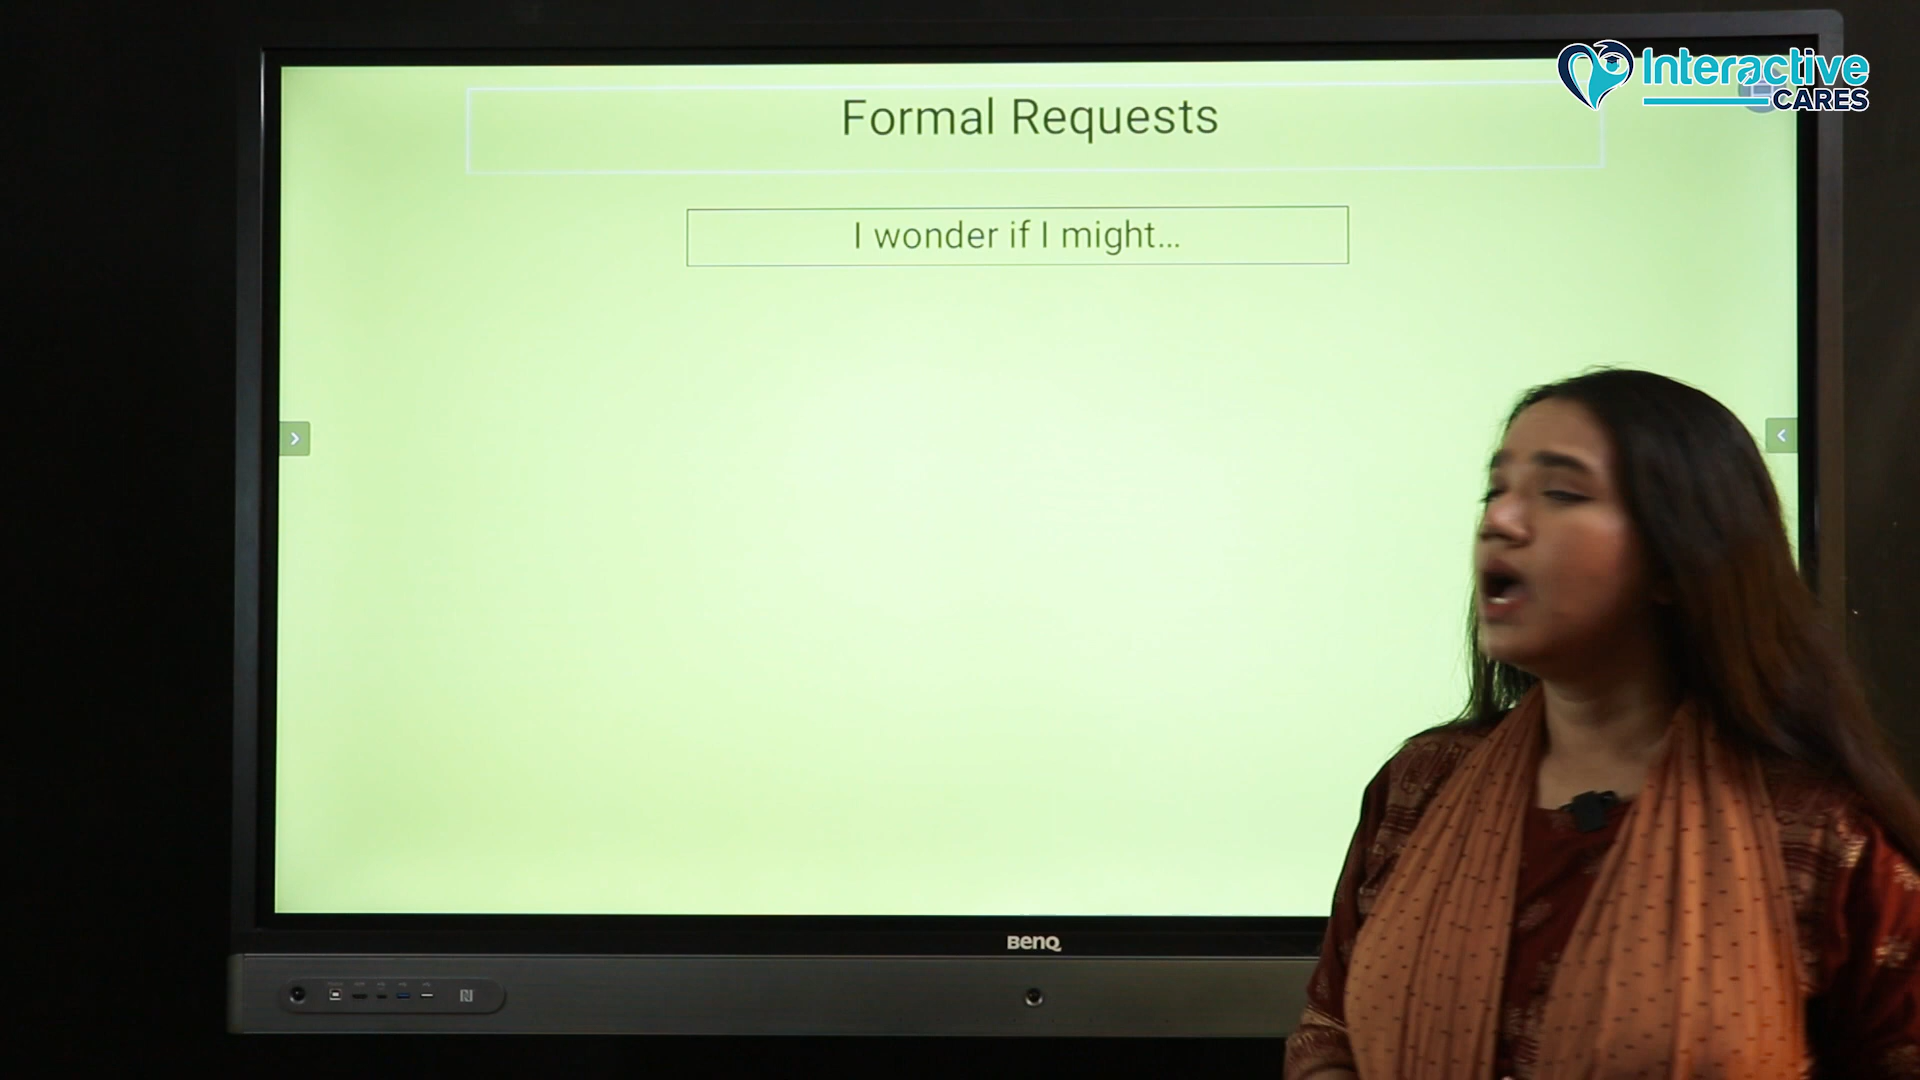 Interactive
CARES
Formal Requests
I wonder if I might...
BenQ